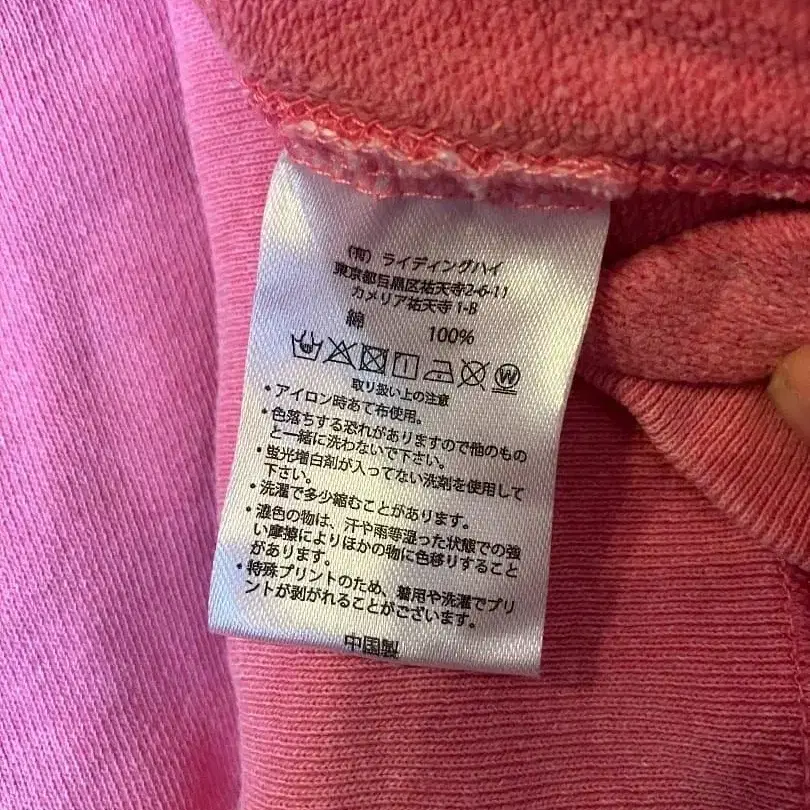 (有) ライディングハイ
東京都目黒区祐天寺2-6-11
カメリア祐天寺 1-B
綿 100%
W
取り扱い上の注意
・アイロン時あて布使用。
・色落ちする恐れがありますので他のもの
と一緒に洗わないで下さい。
・蛍光増白剤が入ってない洗剤を使用して
下さい。
・洗濯で多少縮むことがあります。
・濃色の物は、汗や雨等湿った状態での強
い摩擦によりほかの物に色移りすること
があります。
・特殊プリントのため、着用や洗濯でプリ
ントが剥がれることがございます。
中国製